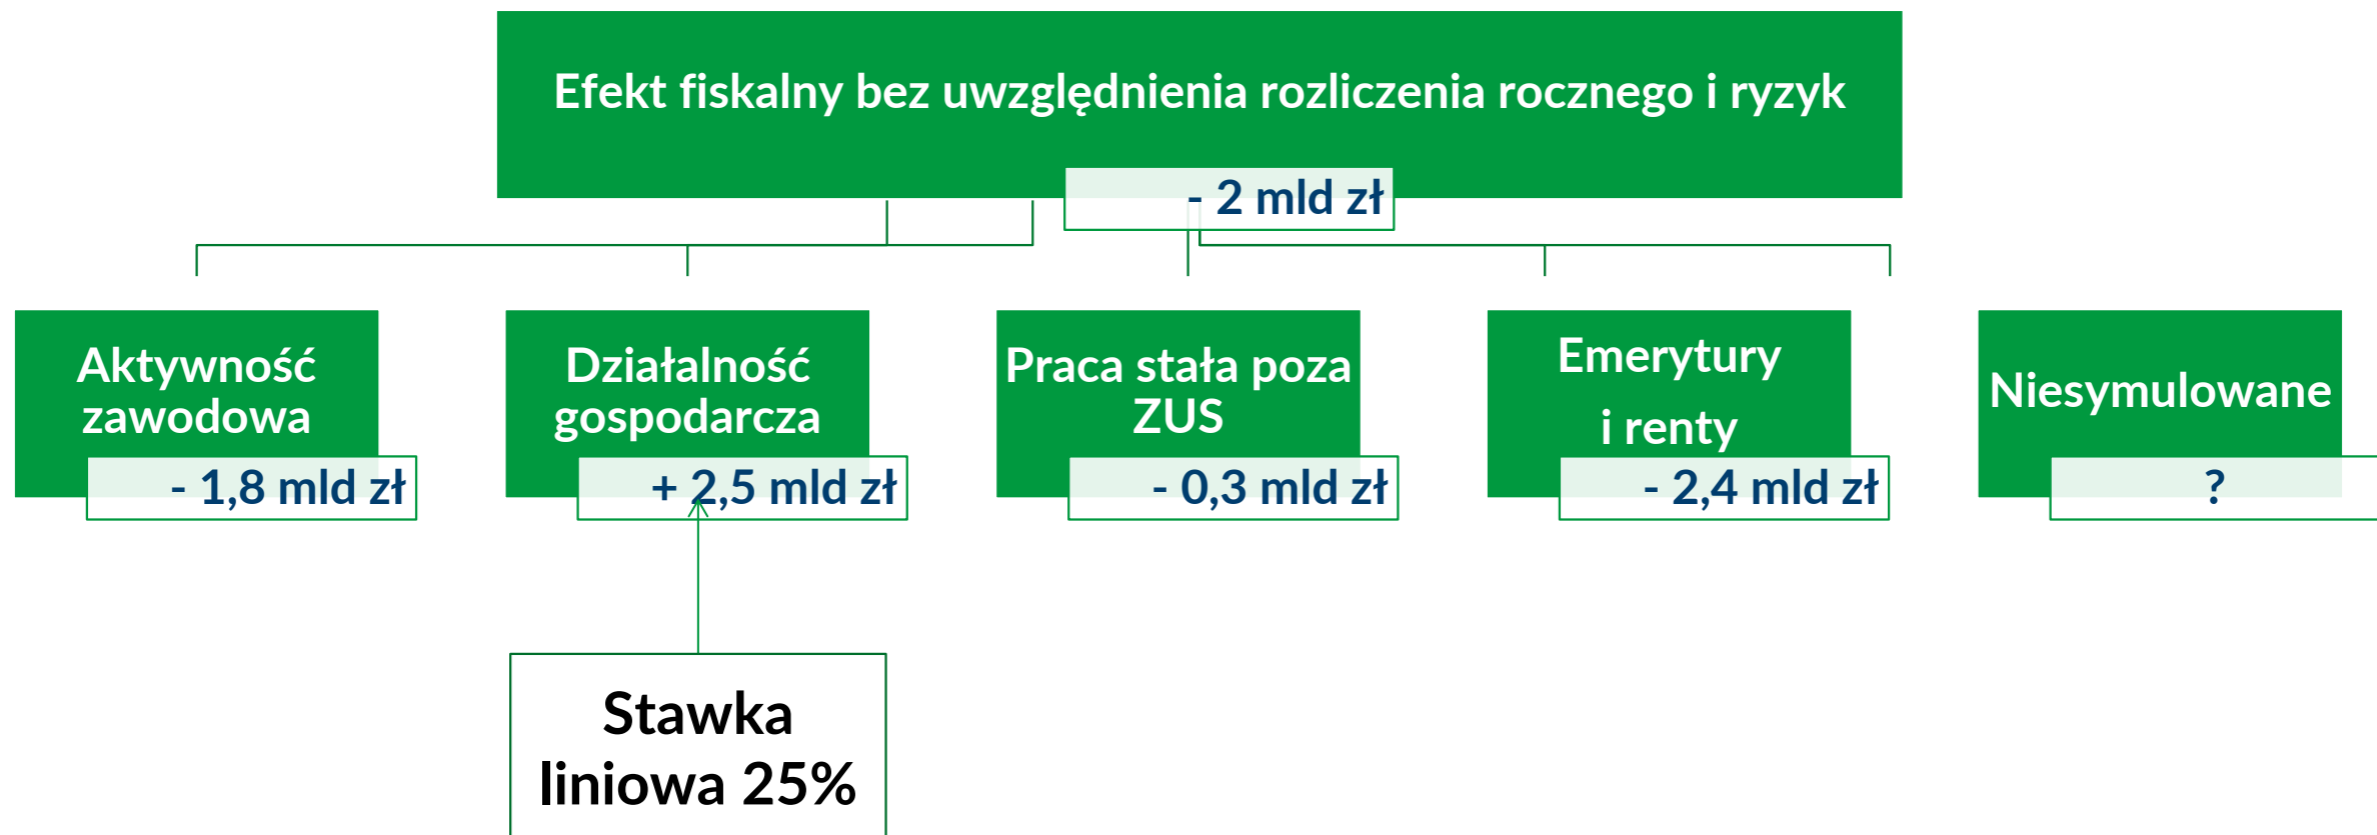 Efekt fiskalny bez uwzględnienia rozliczenia rocznego i ryzyk
- 2 mld zł
Aktywność
zawodowa
- 1,8 mld zł
Działalność
gospodarcza
+ 2,5 mld zł
Praca stała poza
ZUS
- 0,3 mld zł
Emerytury
i renty
- 2,4 mld zł
Niesymulowane
?
Stawka
liniowa 25%